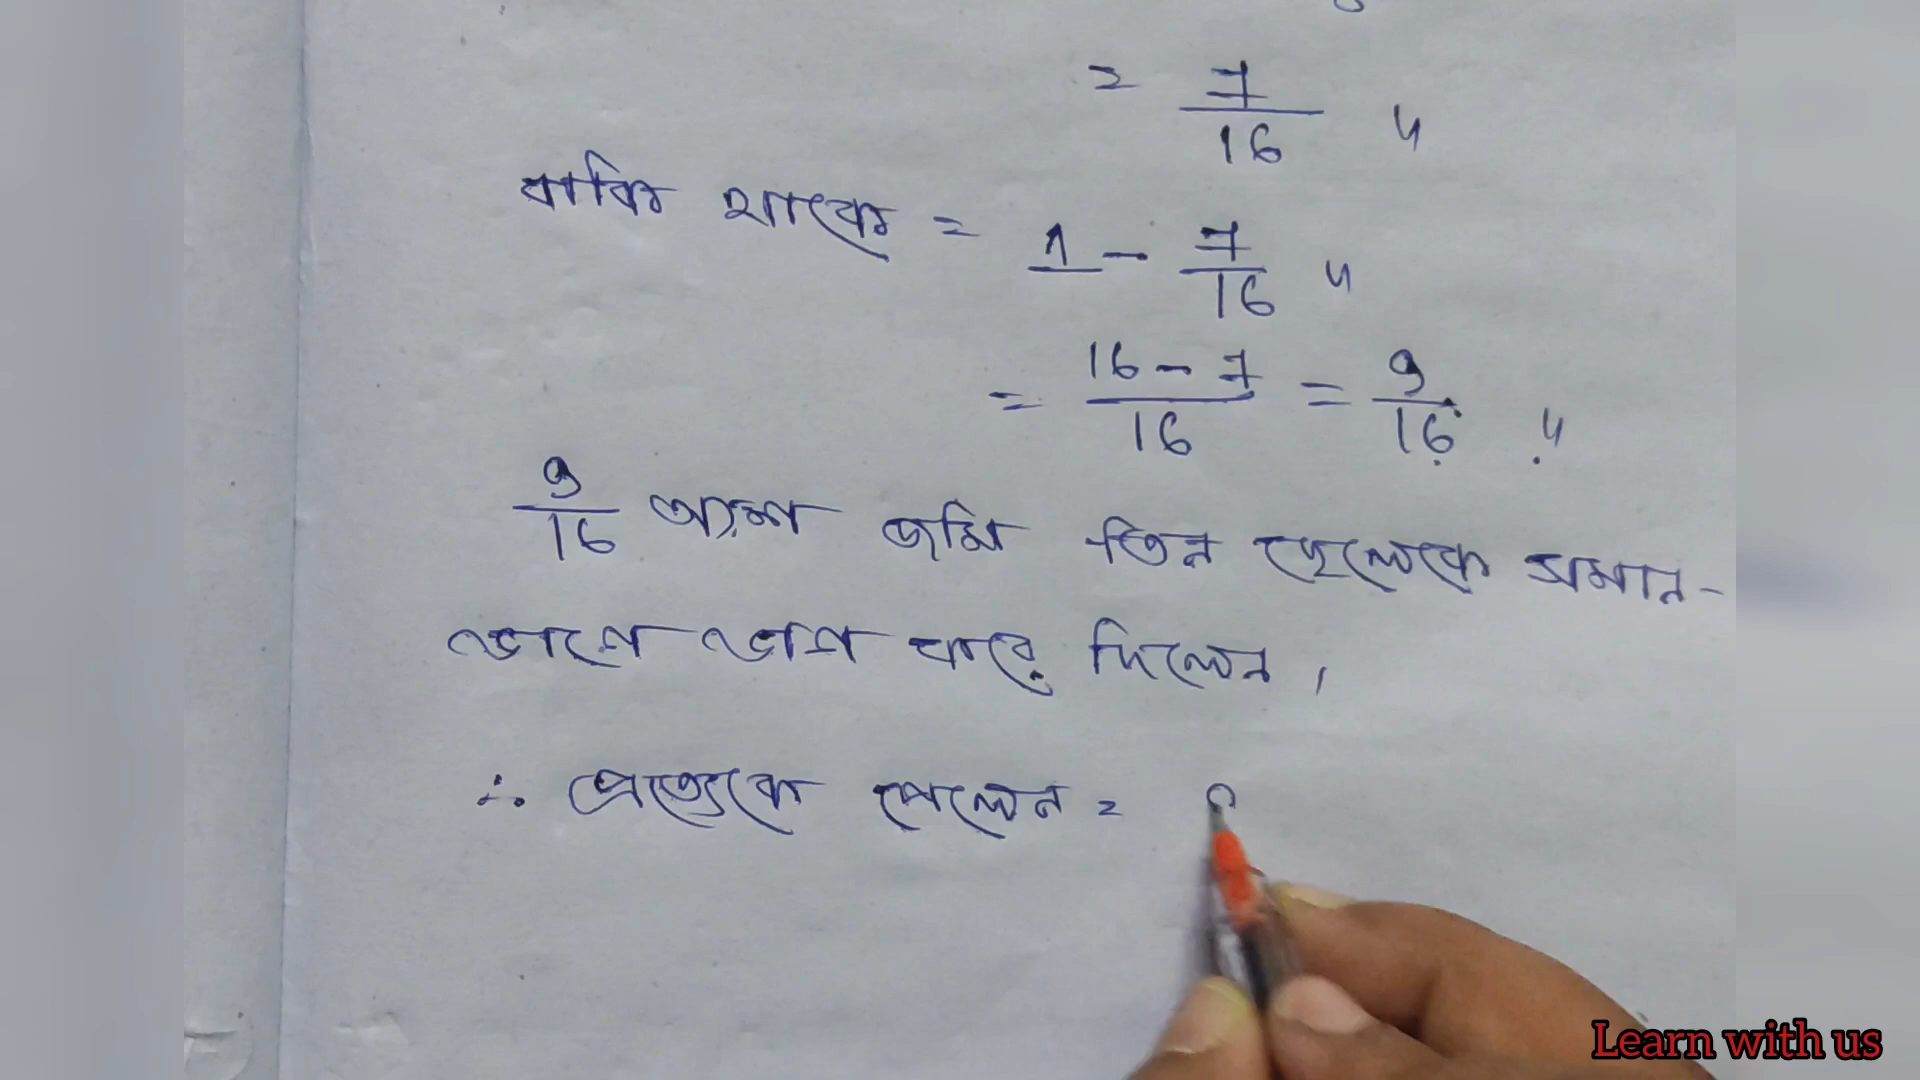 = 7/16 "
বাকি থাকে = 1 - 7/16 "
= 16 - 7/16 = 9/16 "
9/16 অংশ জমি তিন ছেলেকে সমান-
ভাগে ভাগ করে দিলেন,
∴ প্রত্যেকে পেলেন =
Learn with us